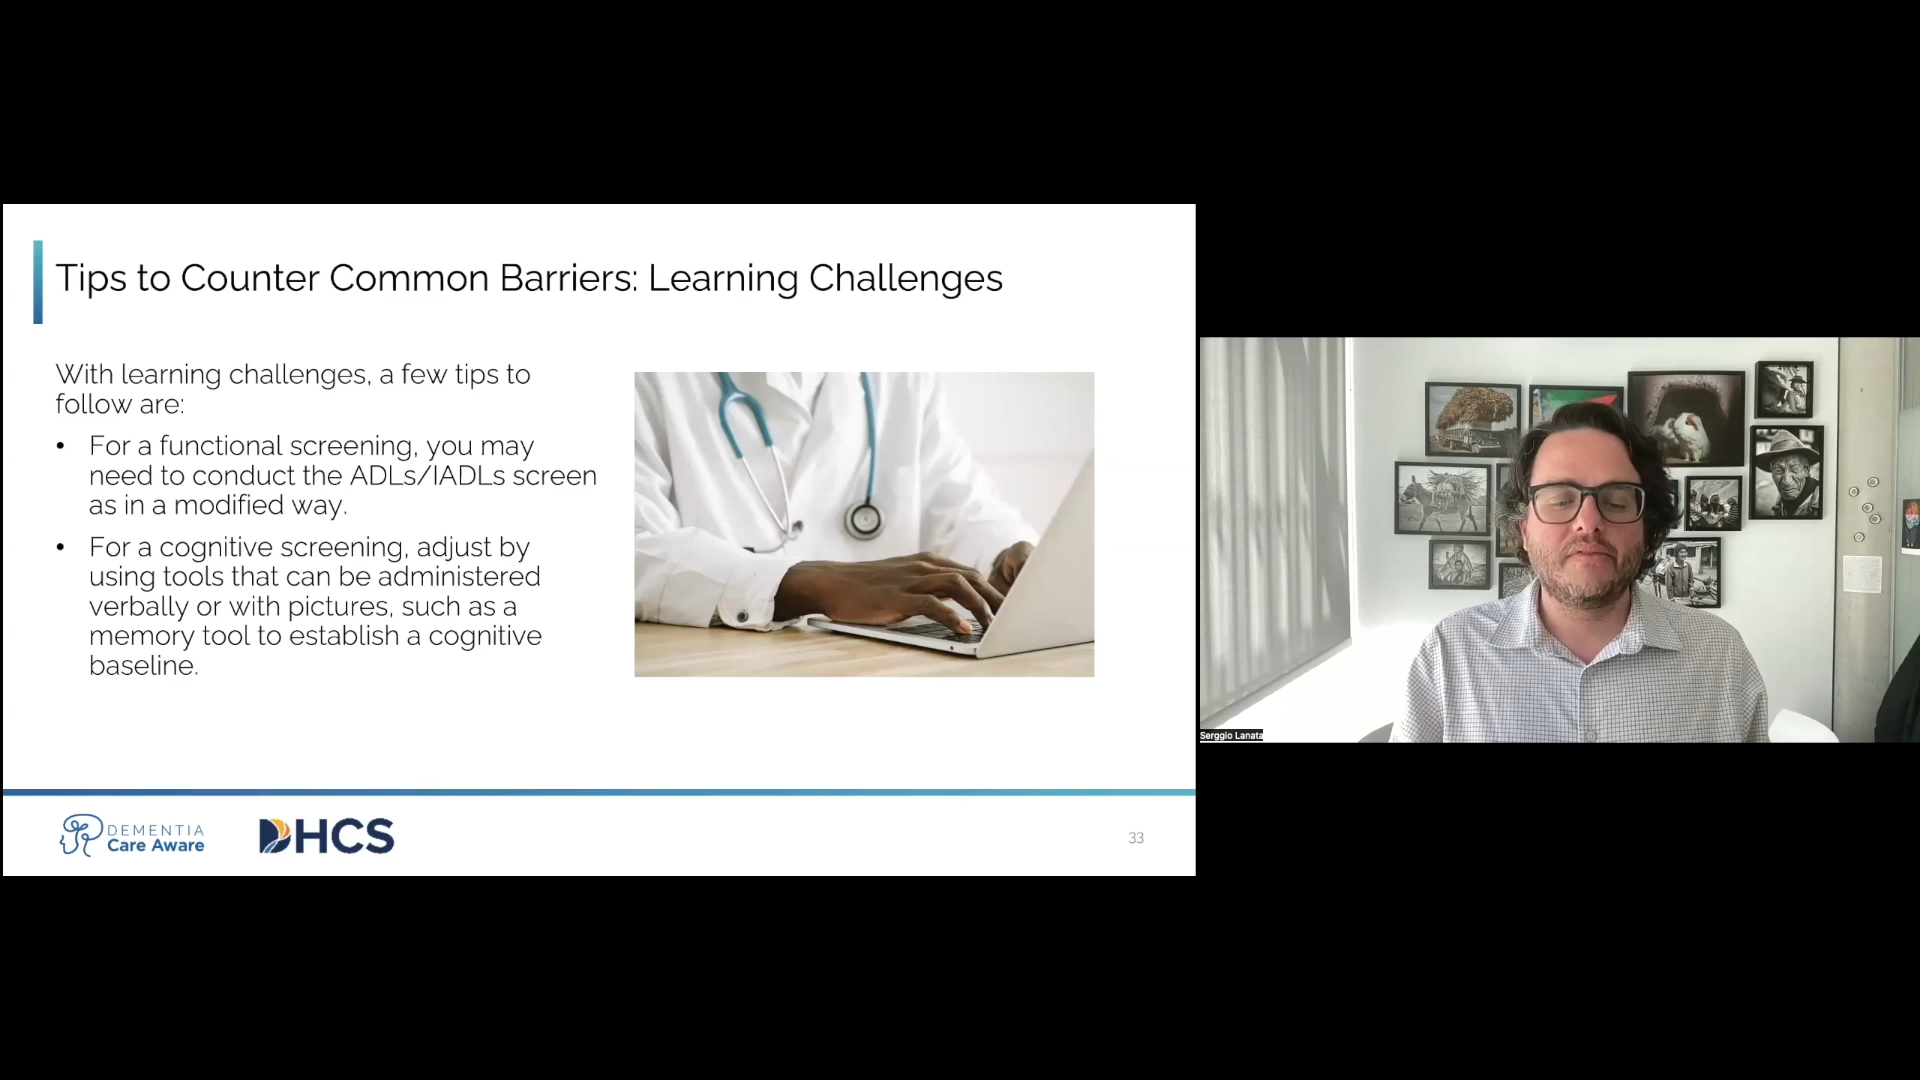 Tips to Counter Common Barriers: Learning Challenges
With learning challenges, a few tips to
follow are:
• For a functional screening, you may
need to conduct the ADLs/IADLs screen
as in a modified way.
• For a cognitive screening, adjust by
using tools that can be administered
verbally or with pictures, such as a
memory tool to establish a cognitive
baseline.
DEMENTIA
Care Aware
DHCS
33
Serggio Lanata